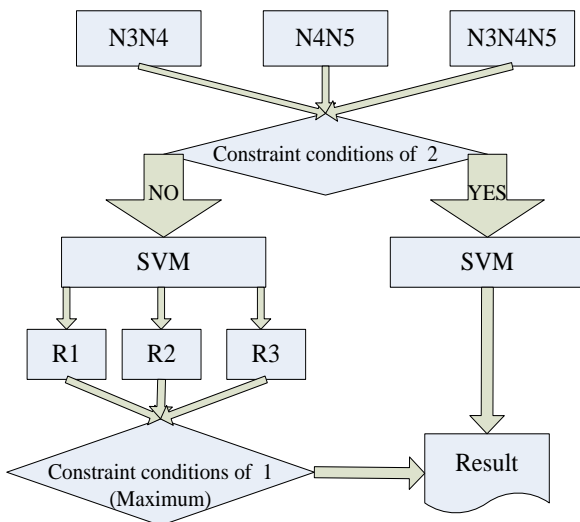 N3N4
N4N5
N3N4N5
Constraint conditions of 2
NO
YES
SVM
SVM
R1
R2
R3
Constraint conditions of 1
(Maximum)
Result